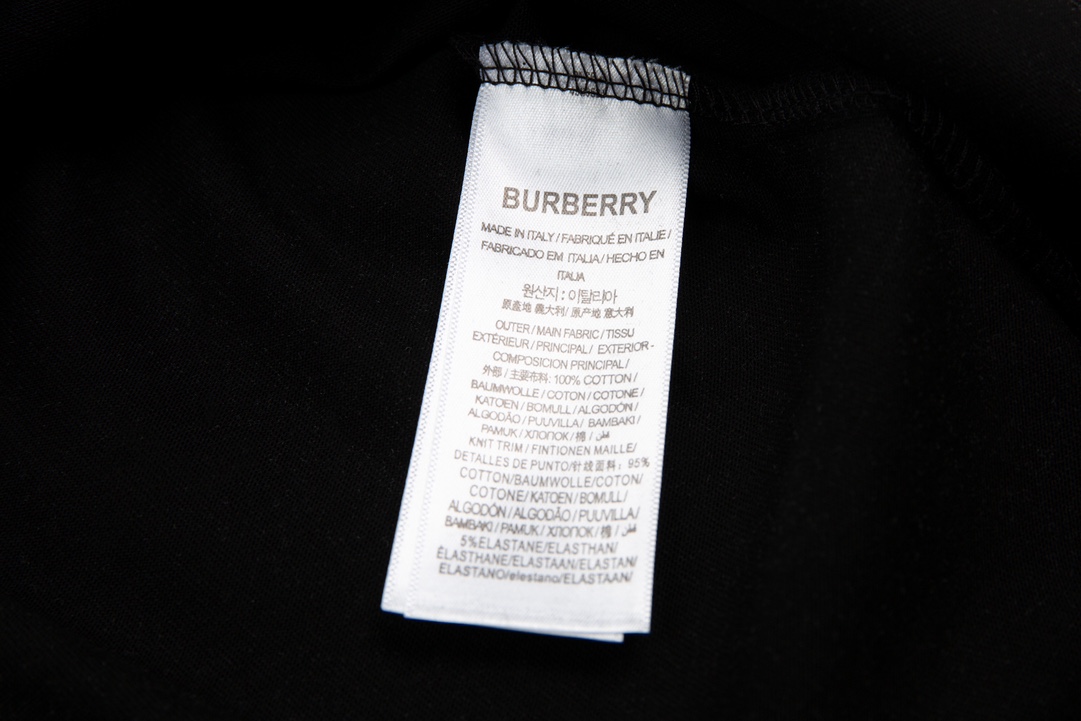 BURBERRY
MADE IN ITALY / FABRIQUÉ EN ITALIE /
FABRICADO EM ITALIA / HECHO EN
ITALIA
원산지 : 이탈리아
原產地 義大利/ 原产地 意大利
OUTER / MAIN FABRIC / TISSU
EXTÉRIEUR / PRINCIPAL/ EXTERIOR -
COMPOSICION PRINCIPAL /
外部 / 主要布料: 100% COTTON /
BAUMWOLLE / COTON / COTONE /
KATOEN / BOMULL / ALGODÓN /
ALGODÃO / PUUVILLA / BAMBAKI /
PAMUK / ХЛОПОК / 棉 /
KNIT TRIM / FINTIONEN MAILLE/
DETALLES DE PUNTO/针线面料: 95%
COTTON/BAUMWOLLE/COTON/
COTONE/KATOEN/BOMULL/
ALGODÓN/ALGODÃO/PUUVILLA/
BAMBAKI / PAMUK / ХЛОПОК / 棉 /
5%ELASTANE/ELASTHAN/
ÉLASTHANE/ELASTAAN/ELASTAN/
ELASTANO/elestano/ELASTAAN/